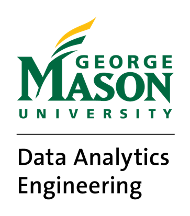 GEORGE
MASON
UNIVERSITY
Data Analytics
Engineering